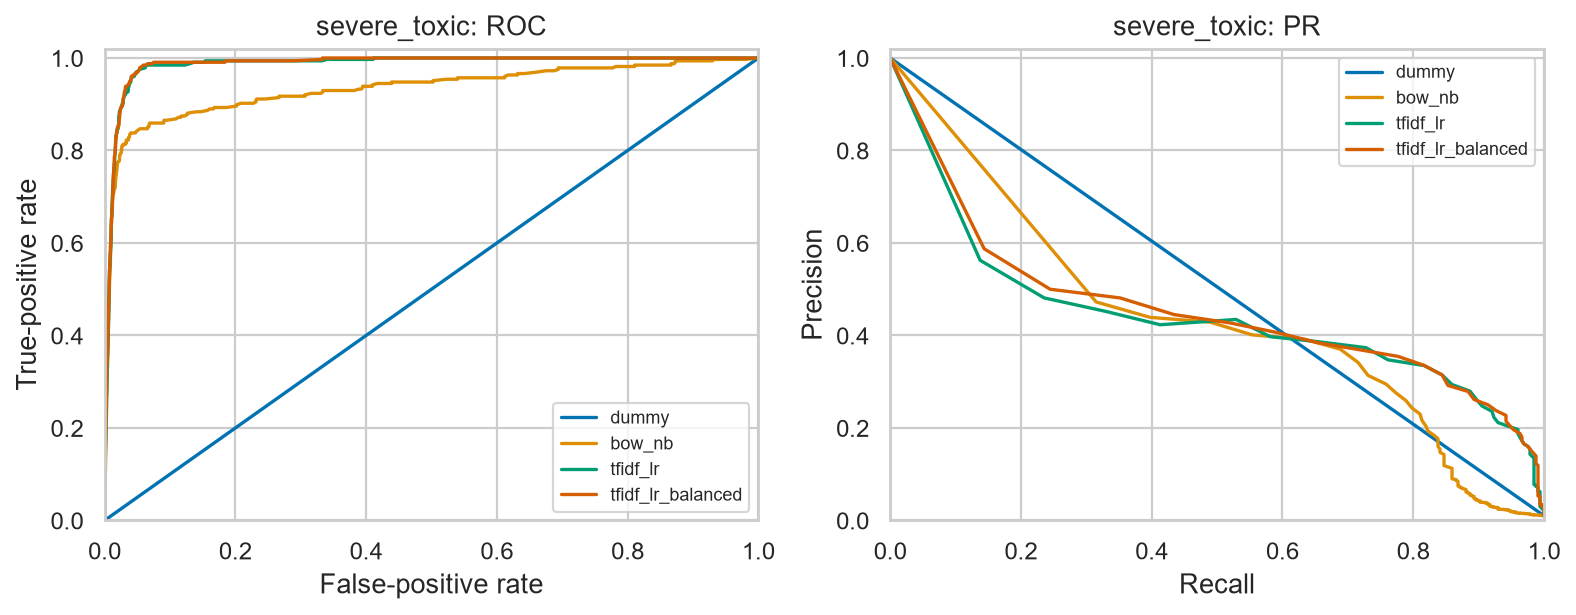 severe_toxic: ROC
True-positive rate
1.0
0.8
0.6
0.4
0.2
0.0
dummy
bow_nb
tfidf_lr
tfidf_lr_balanced
0.0 0.2 0.4 0.6 0.8 1.0
False-positive rate
severe_toxic: PR
Precision
1.0
0.8
0.6
0.4
0.2
0.0
dummy
bow_nb
tfidf_lr
tfidf_lr_balanced
0.0 0.2 0.4 0.6 0.8 1.0
Recall